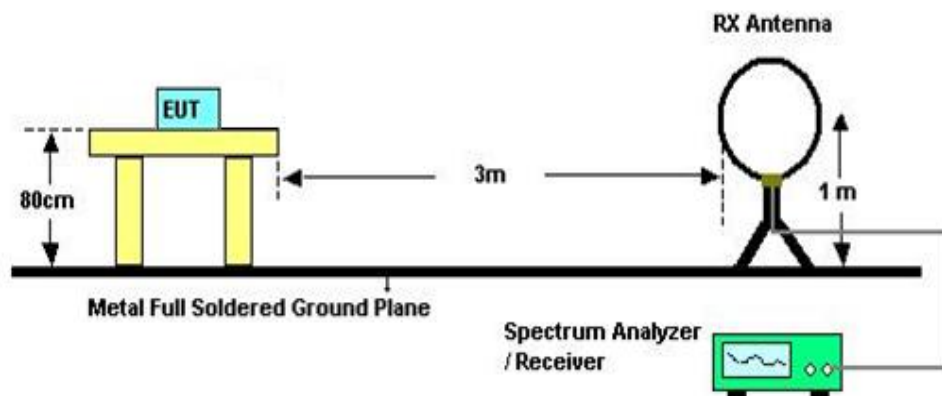 RX Antenna
EUT
3m
80cm
1 m
Metal Full Soldered Ground Plane
Spectrum Analyzer
/ Receiver